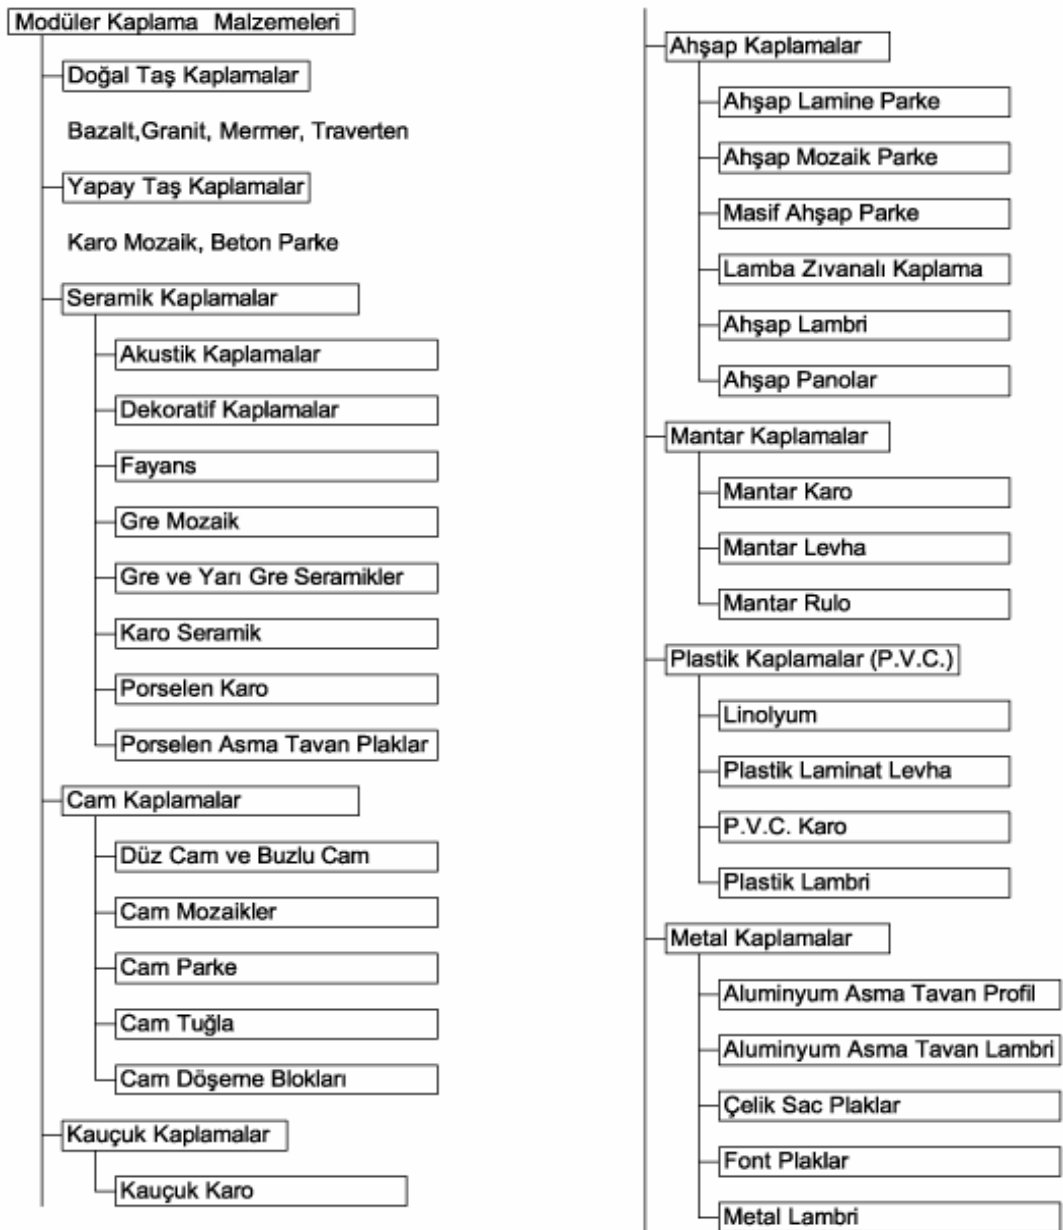 Modüler Kaplama Malzemeleri
Doğal Taş Kaplamalar
Bazalt,Granit, Mermer, Traverten
Yapay Taş Kaplamalar
Karo Mozaik, Beton Parke
Seramik Kaplamalar
Akustik Kaplamalar
Dekoratif Kaplamalar
Fayans
Gre Mozaik
Gre ve Yarı Gre Seramikler
Karo Seramik
Porselen Karo
Porselen Asma Tavan Plaklar
Cam Kaplamalar
Düz Cam ve Buzlu Cam
Cam Mozaikler
Cam Parke
Cam Tuğla
Cam Döşeme Blokları
Kauçuk Kaplamalar
Kauçuk Karo
Ahşap Kaplamalar
Ahşap Lamine Parke
Ahşap Mozaik Parke
Masif Ahşap Parke
Lamba Zıvanalı Kaplama
Ahşap Lambri
Ahşap Panolar
Mantar Kaplamalar
Mantar Karo
Mantar Levha
Mantar Rulo
Plastik Kaplamalar (P.V.C.)
Linolyum
Plastik Laminat Levha
P.V.C. Karo
Plastik Lambri
Metal Kaplamalar
Aluminyum Asma Tavan Profil
Aluminyum Asma Tavan Lambri
Çelik Sac Plaklar
Font Plaklar
Metal Lambri